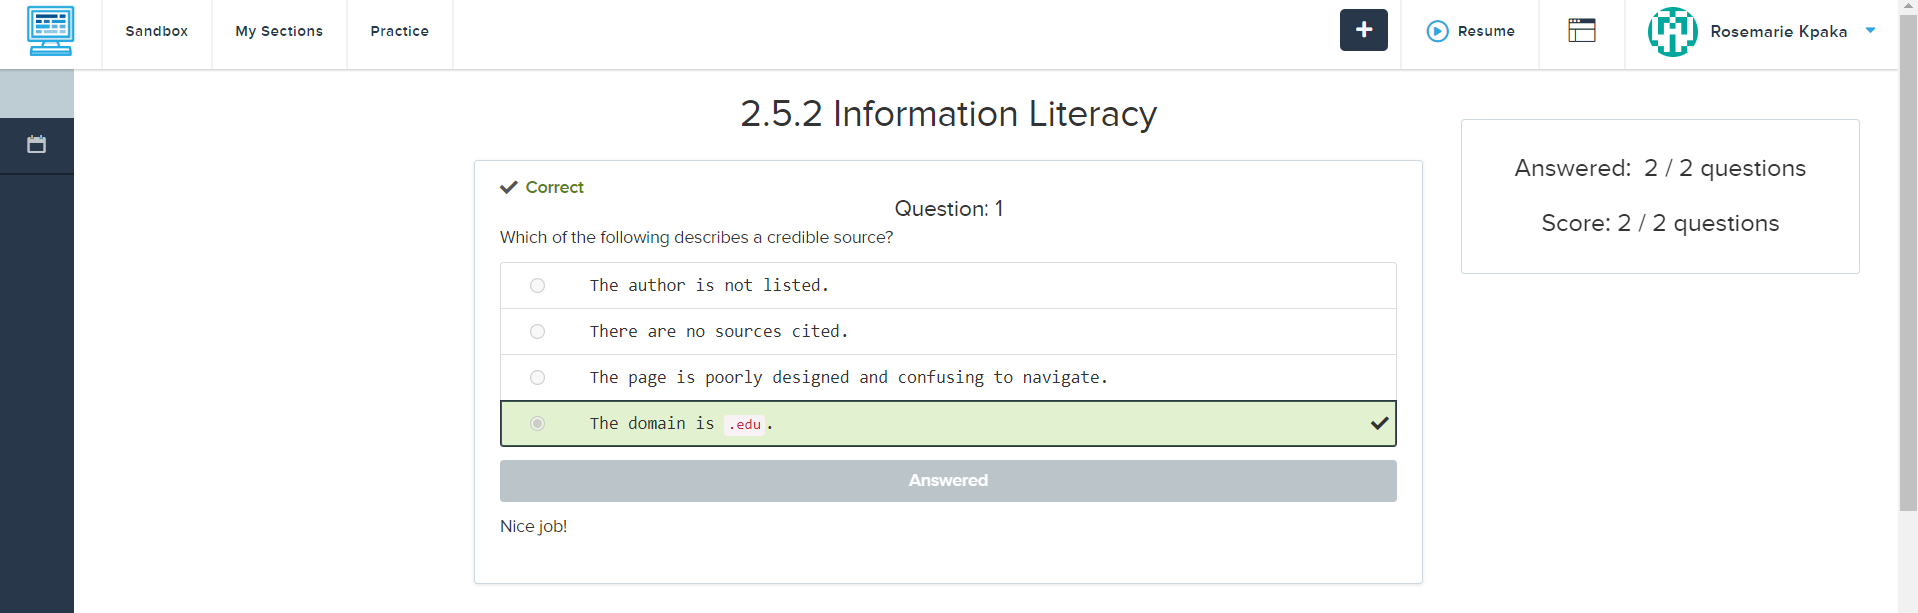 Sandbox
My Sections
Practice
Resume
Rosemarie Kpaka
2.5.2 Information Literacy
Answered: 2 / 2 questions
Score: 2 / 2 questions
Correct
Question: 1
Which of the following describes a credible source?
The author is not listed.
There are no sources cited.
The page is poorly designed and confusing to navigate.
The domain is .edu.
Answered
Nice job!